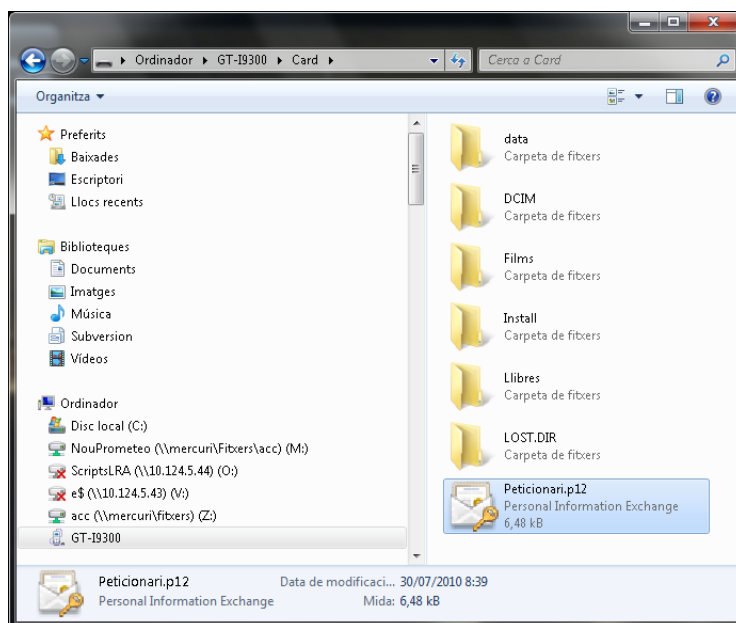 Ordinador ▸ GT-I9300 ▸ Card ▸
Cerca a Card
Organitza
Preferits
Baixades
Escriptori
Llocs recents
Biblioteques
Documents
Imatges
Música
Subversion
Vídeos
Ordinador
Disc local (C:)
NouPrometeo (\\mercuri\Fitxers\acc) (M:)
ScriptsLRA (\\10.124.5.44) (O:)
e$ (\\10.124.5.43) (V:)
acc (\\mercuri\fitxers) (Z:)
GT-I9300
data
Carpeta de fitxers
DCIM
Carpeta de fitxers
Films
Carpeta de fitxers
Install
Carpeta de fitxers
Llibres
Carpeta de fitxers
LOST.DIR
Carpeta de fitxers
Peticionari.p12
Personal Information Exchange
6,48 kB
Peticionari.p12 Data de modificaci... 30/07/2010 8:39
Personal Information Exchange Mida: 6,48 kB